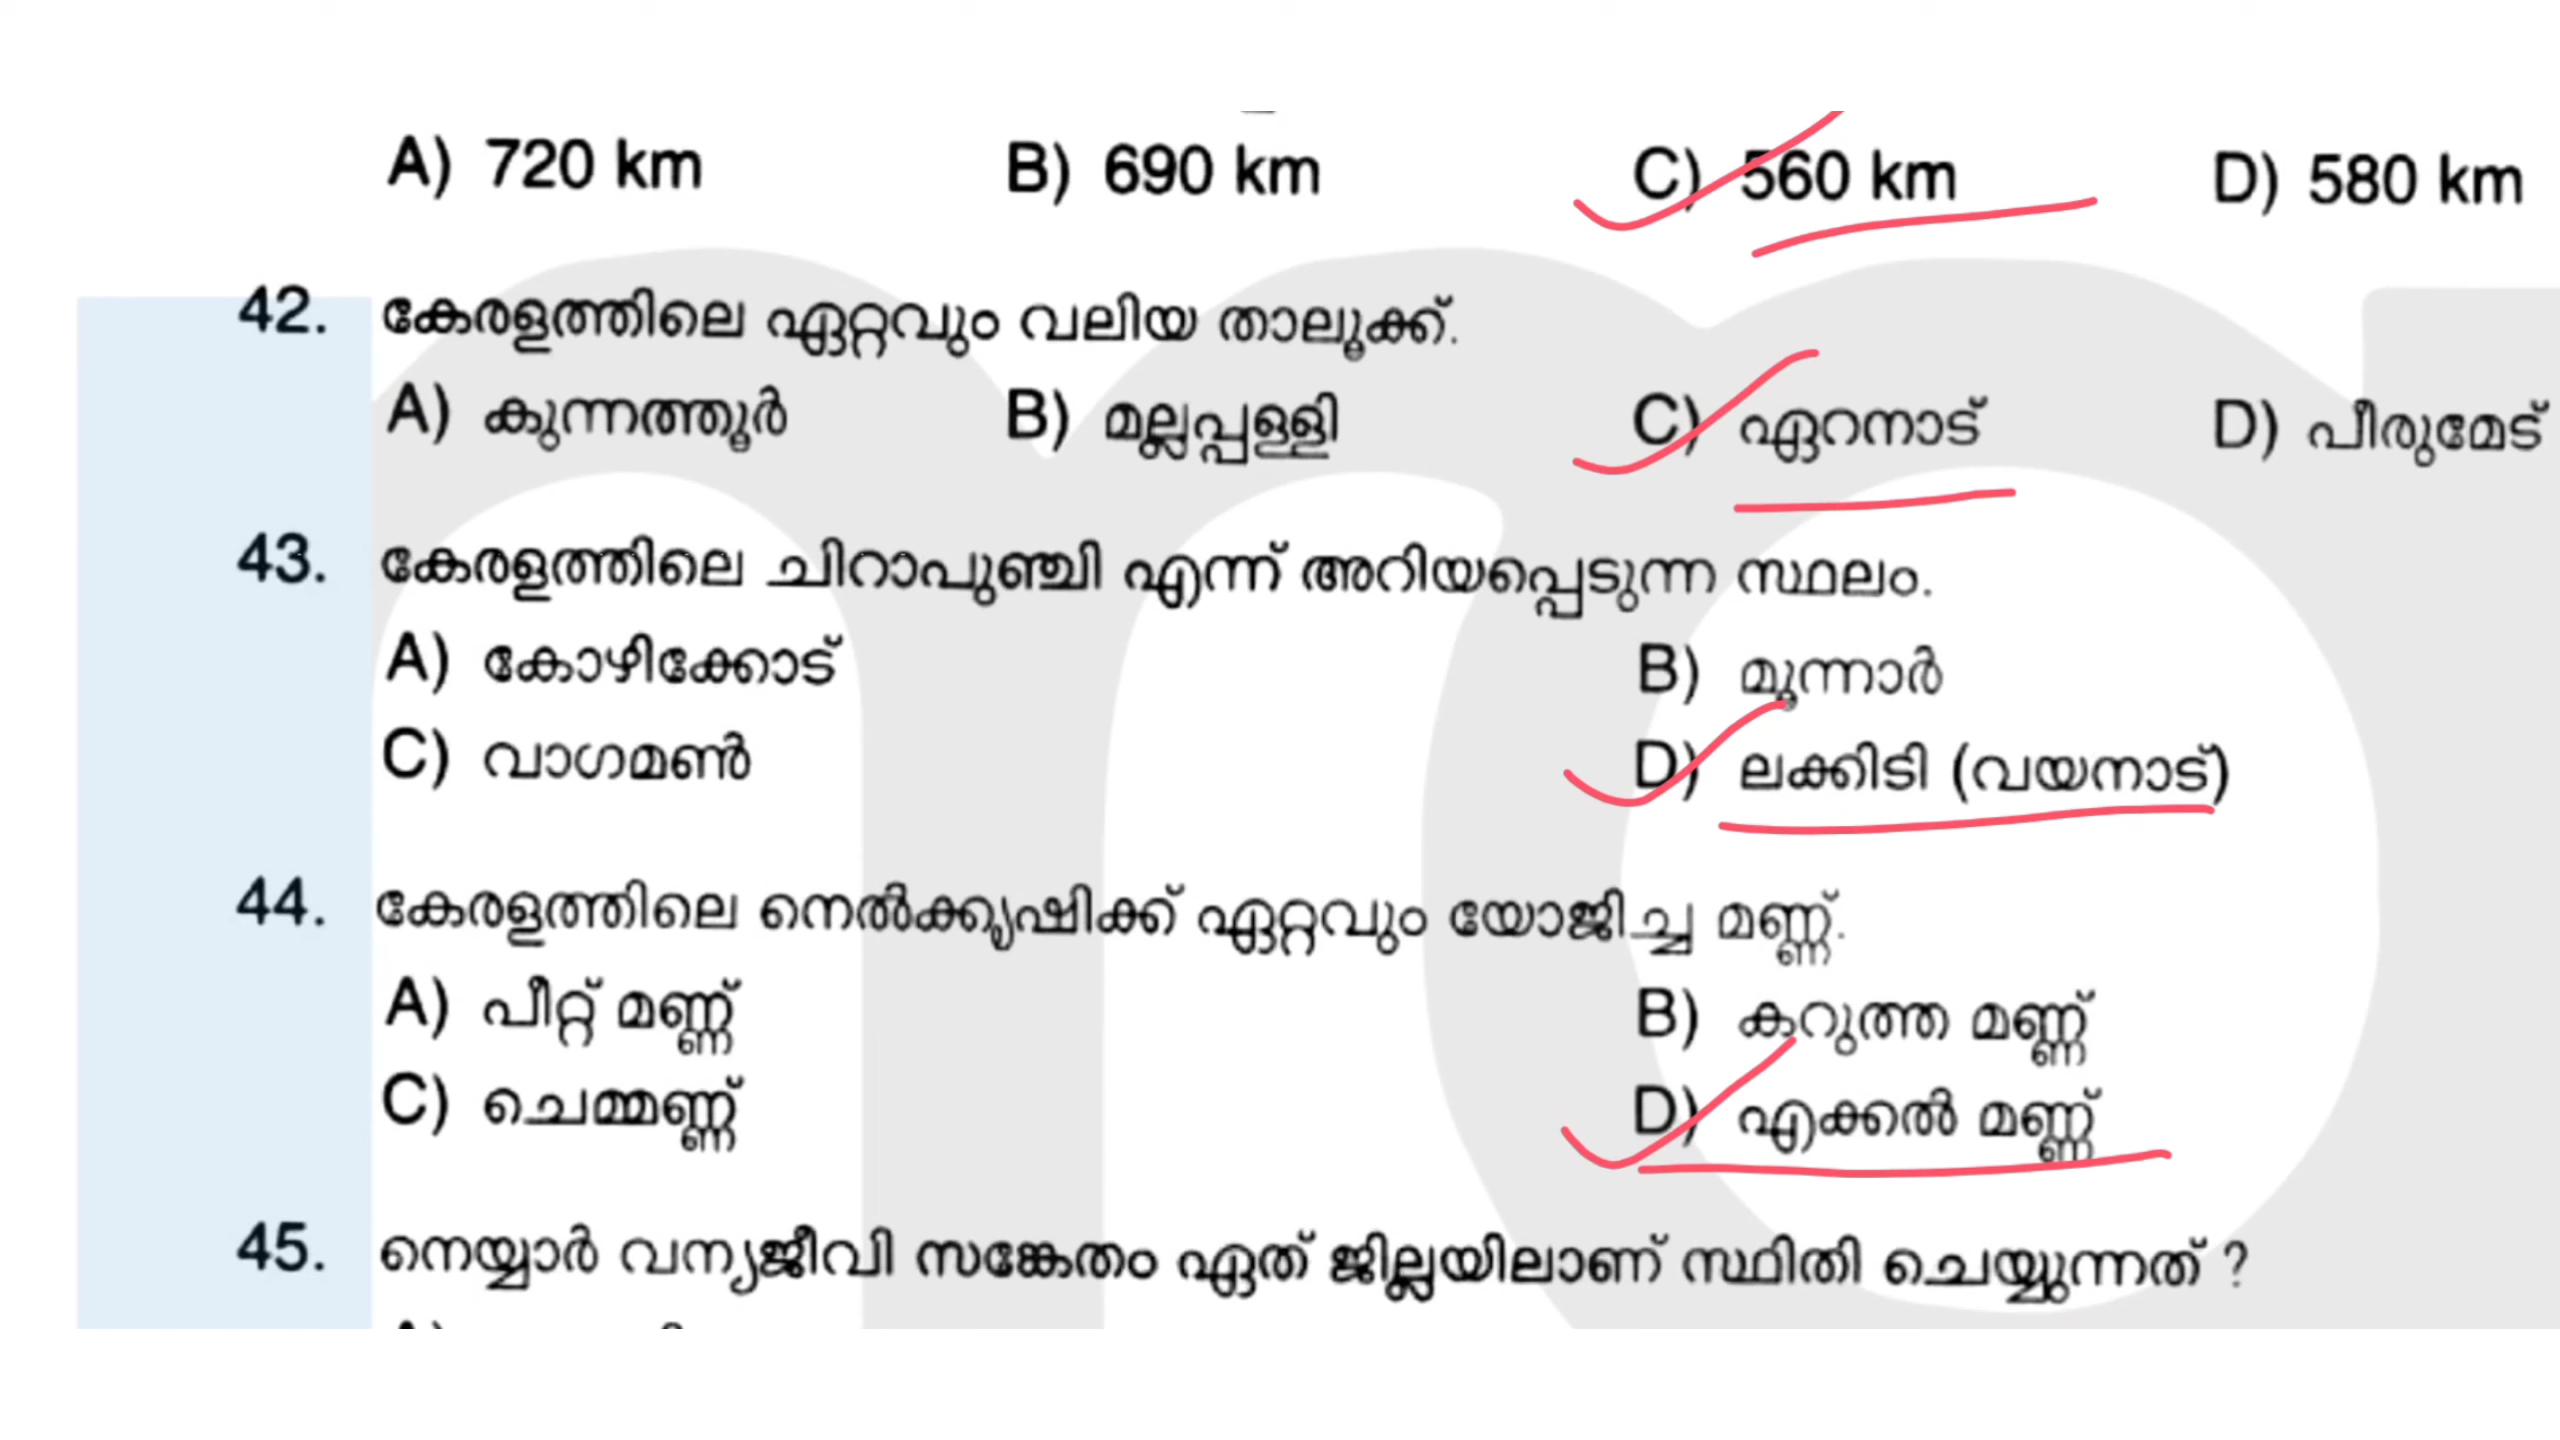 A) 720 km B) 690 km C) 560 km D) 580 km
42. കേരളത്തിലെ ഏറ്റവും വലിയ താലൂക്ക്.
A) കുന്നത്തൂർ B) മല്ലപ്പള്ളി C) ഏറനാട് D) പീരുമേട്
43. കേരളത്തിലെ ചിറാപുഞ്ചി എന്ന് അറിയപ്പെടുന്ന സ്ഥലം.
A) കോഴിക്കോട് B) മൂന്നാർ
C) വാഗമൺ D) ലക്കിടി (വയനാട്)
44. കേരളത്തിലെ നെൽക്കൃഷിക്ക് ഏറ്റവും യോജിച്ച മണ്ണ്.
A) പീറ്റ് മണ്ണ് B) കറുത്ത മണ്ണ്
C) ചെമ്മണ്ണ് D) എക്കൽ മണ്ണ്
45. നെയ്യാർ വന്യജീവി സങ്കേതം ഏത് ജില്ലയിലാണ് സ്ഥിതി ചെയ്യുന്നത് ?